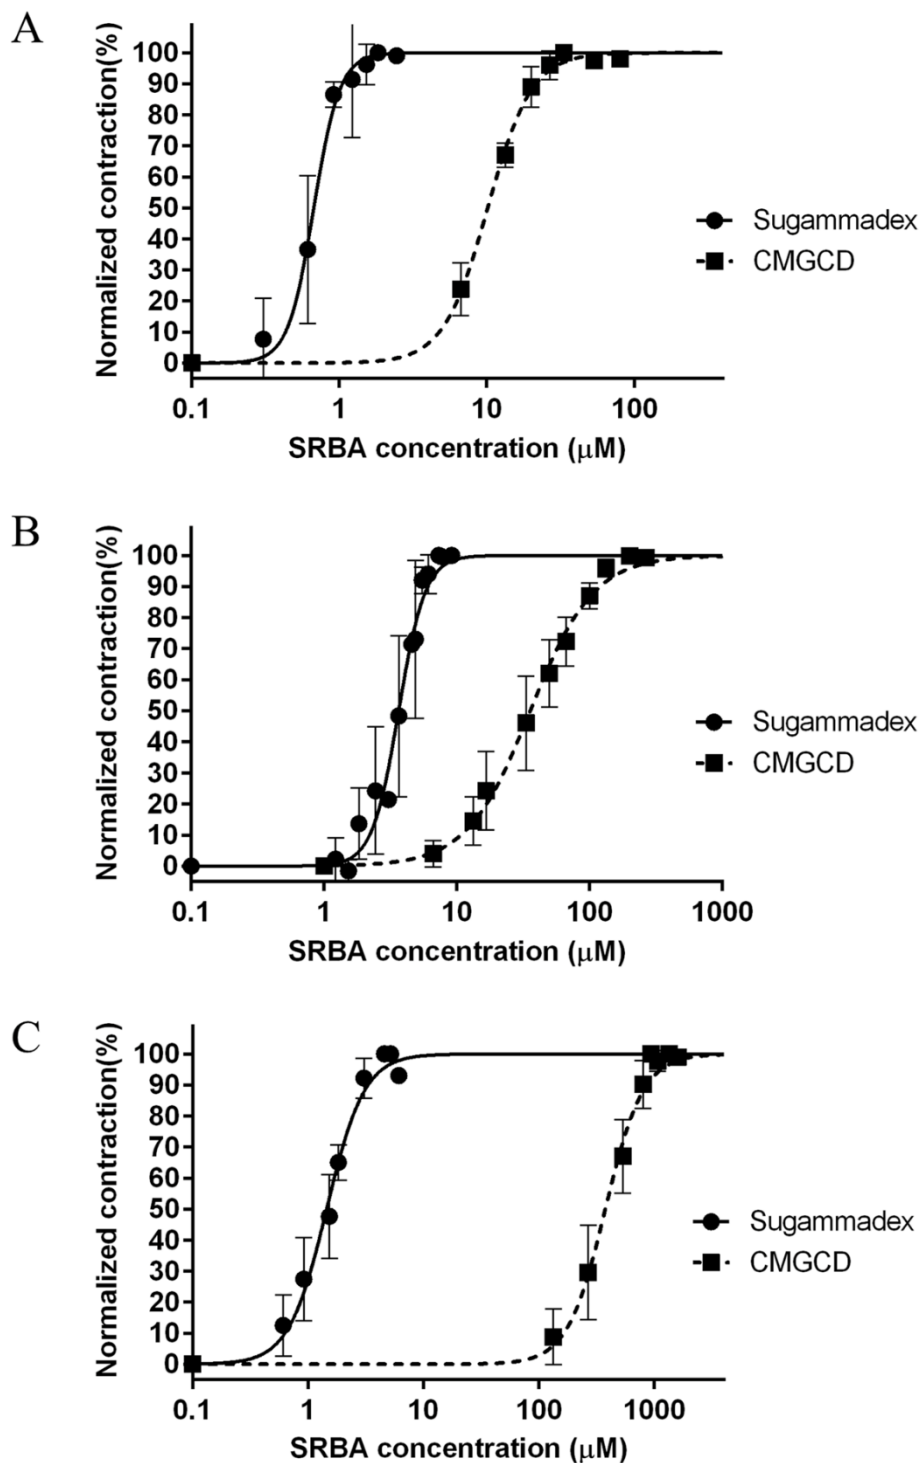 A
Normalized contraction(%)
100
90
80
70
60
50
40
30
20
10
0
0.1 1 10 100
SRBA concentration (μM)
Sugammadex
CMGCD
B
Normalized contraction(%)
100
90
80
70
60
50
40
30
20
10
0
0.1 1 10 100 1000
SRBA concentration (μM)
Sugammadex
CMGCD
C
Normalized contraction(%)
100
90
80
70
60
50
40
30
20
10
0
0.1 1 10 100 1000
SRBA concentration (μM)
Sugammadex
CMGCD